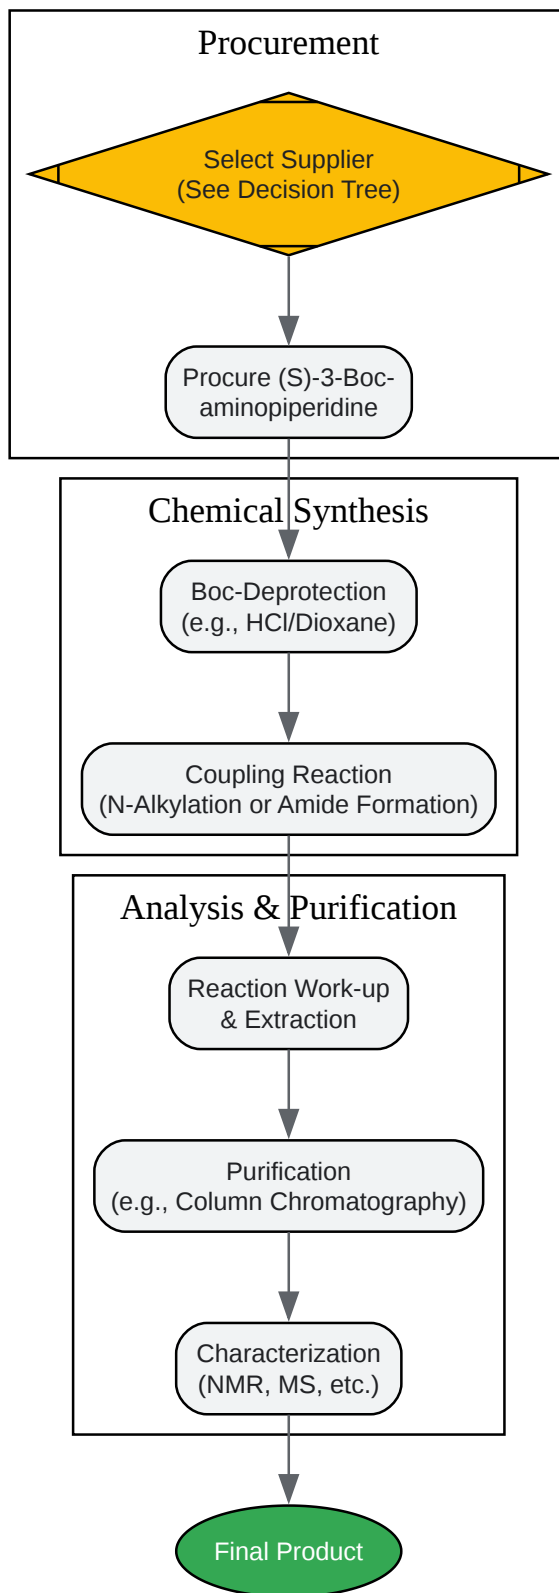 Procurement
Select Supplier
(See Decision Tree)
Procure (S)-3-Boc-
aminopiperidine
Chemical Synthesis
Boc-Deprotection
(e.g., HCl/Dioxane)
Coupling Reaction
(N-Alkylation or Amide Formation)
Analysis & Purification
Reaction Work-up
& Extraction
Purification
(e.g., Column Chromatography)
Characterization
(NMR, MS, etc.)
Final Product